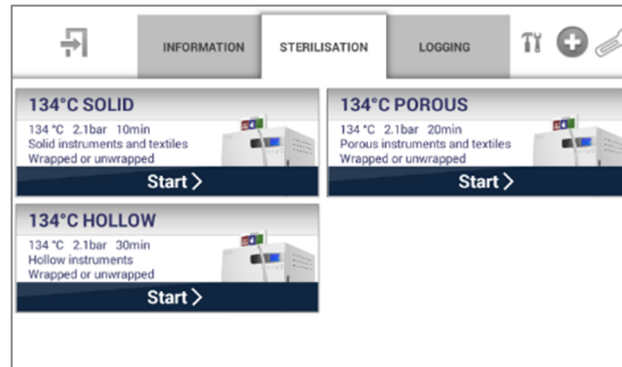 INFORMATION
STERILISATION
LOGGING
134°C SOLID
134 °C 2.1bar 10min
Solid instruments and textiles
Wrapped or unwrapped
Start
134°C POROUS
134 °C 2.1bar 20min
Porous instruments and textiles
Wrapped or unwrapped
Start
134°C HOLLOW
134 °C 2.1bar 30min
Hollow instruments
Wrapped or unwrapped
Start